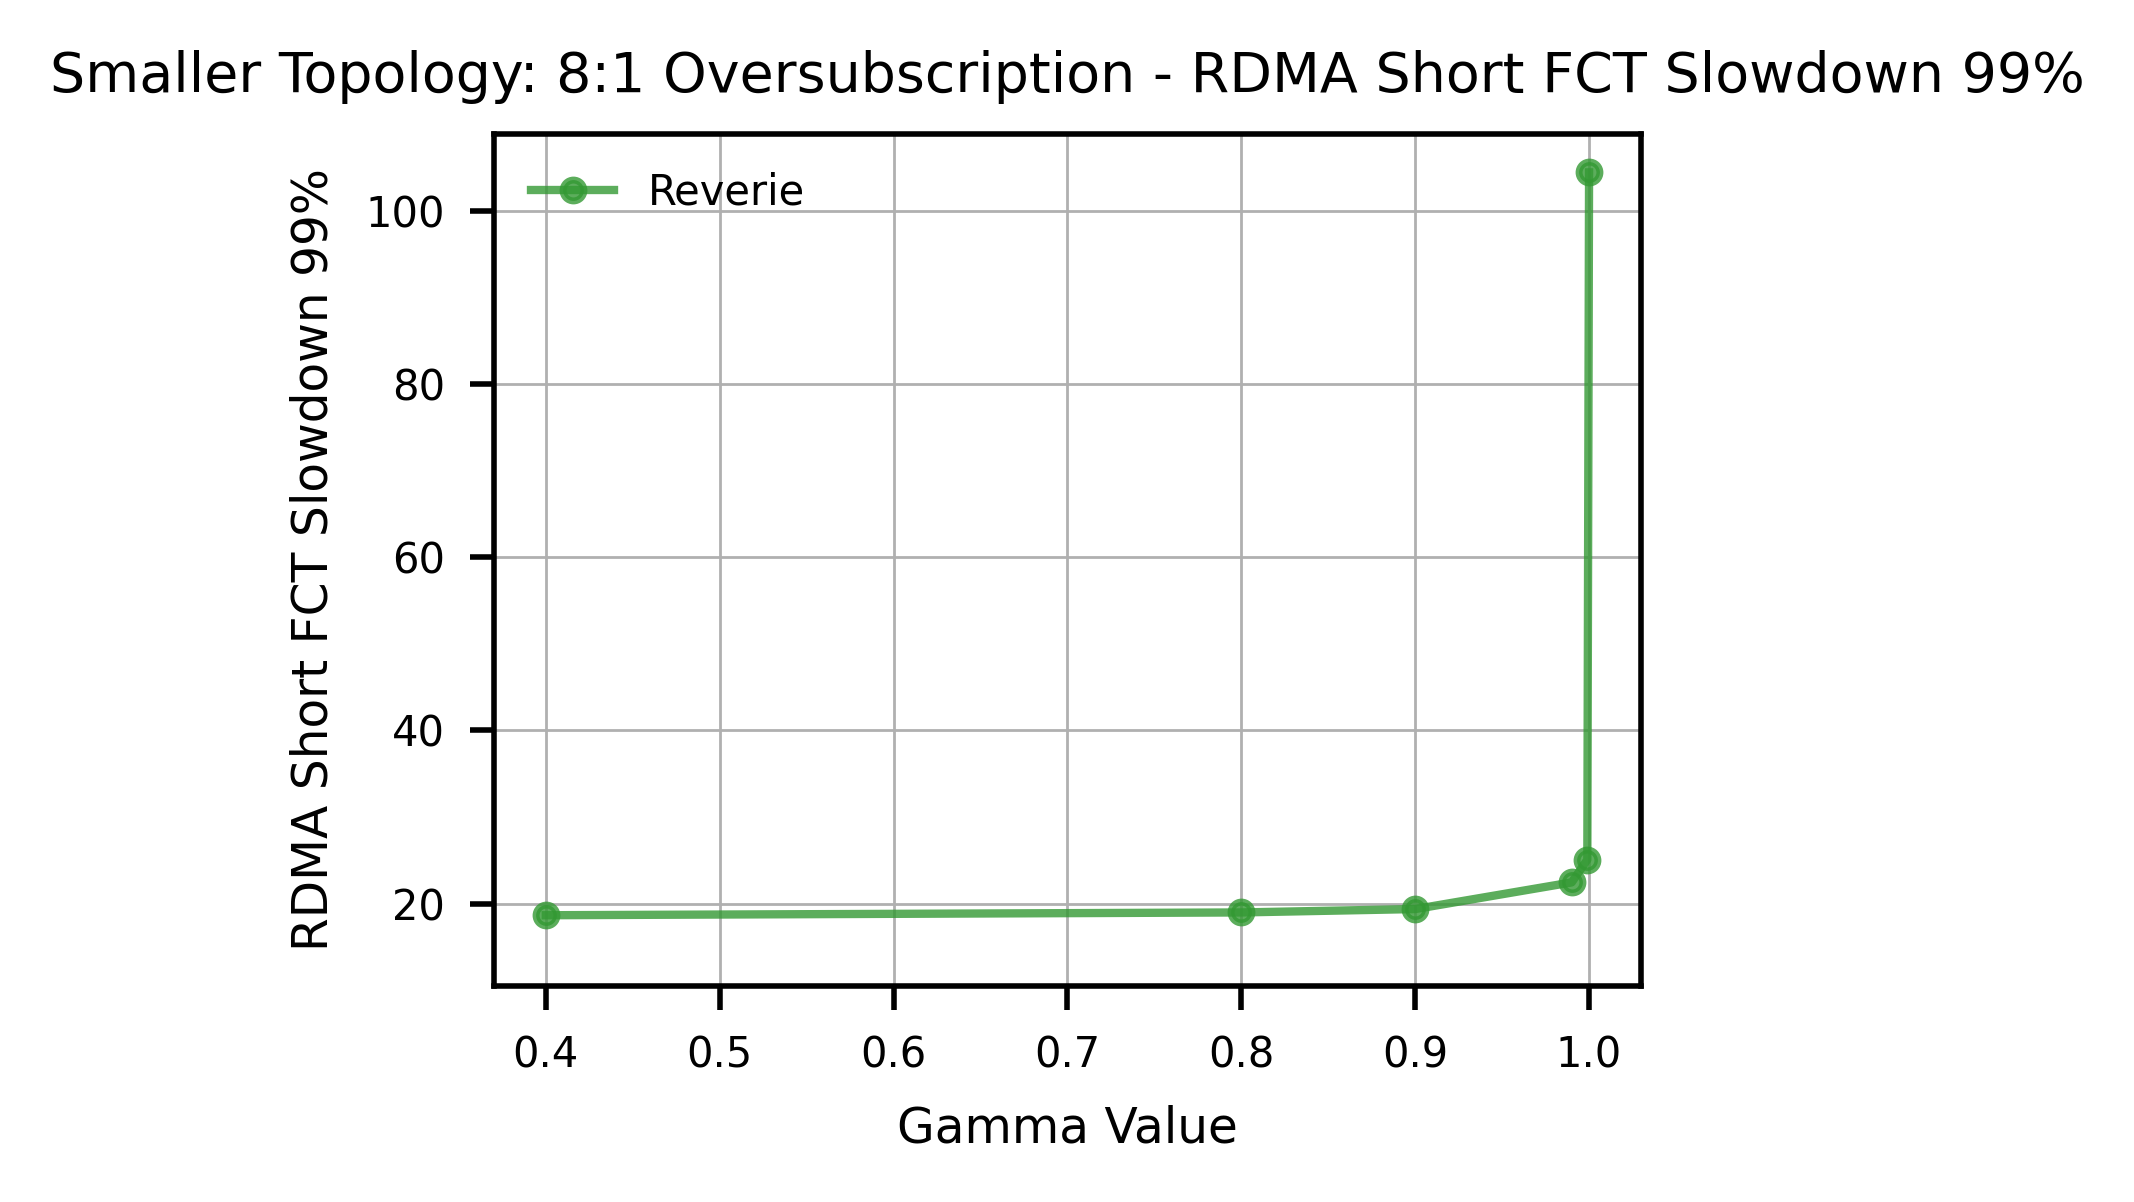 Smaller Topology: 8:1 Oversubscription - RDMA Short FCT Slowdown 99%
RDMA Short FCT Slowdown 99%
Reverie
100
80
60
40
20
0.4 0.5 0.6 0.7 0.8 0.9 1.0
Gamma Value